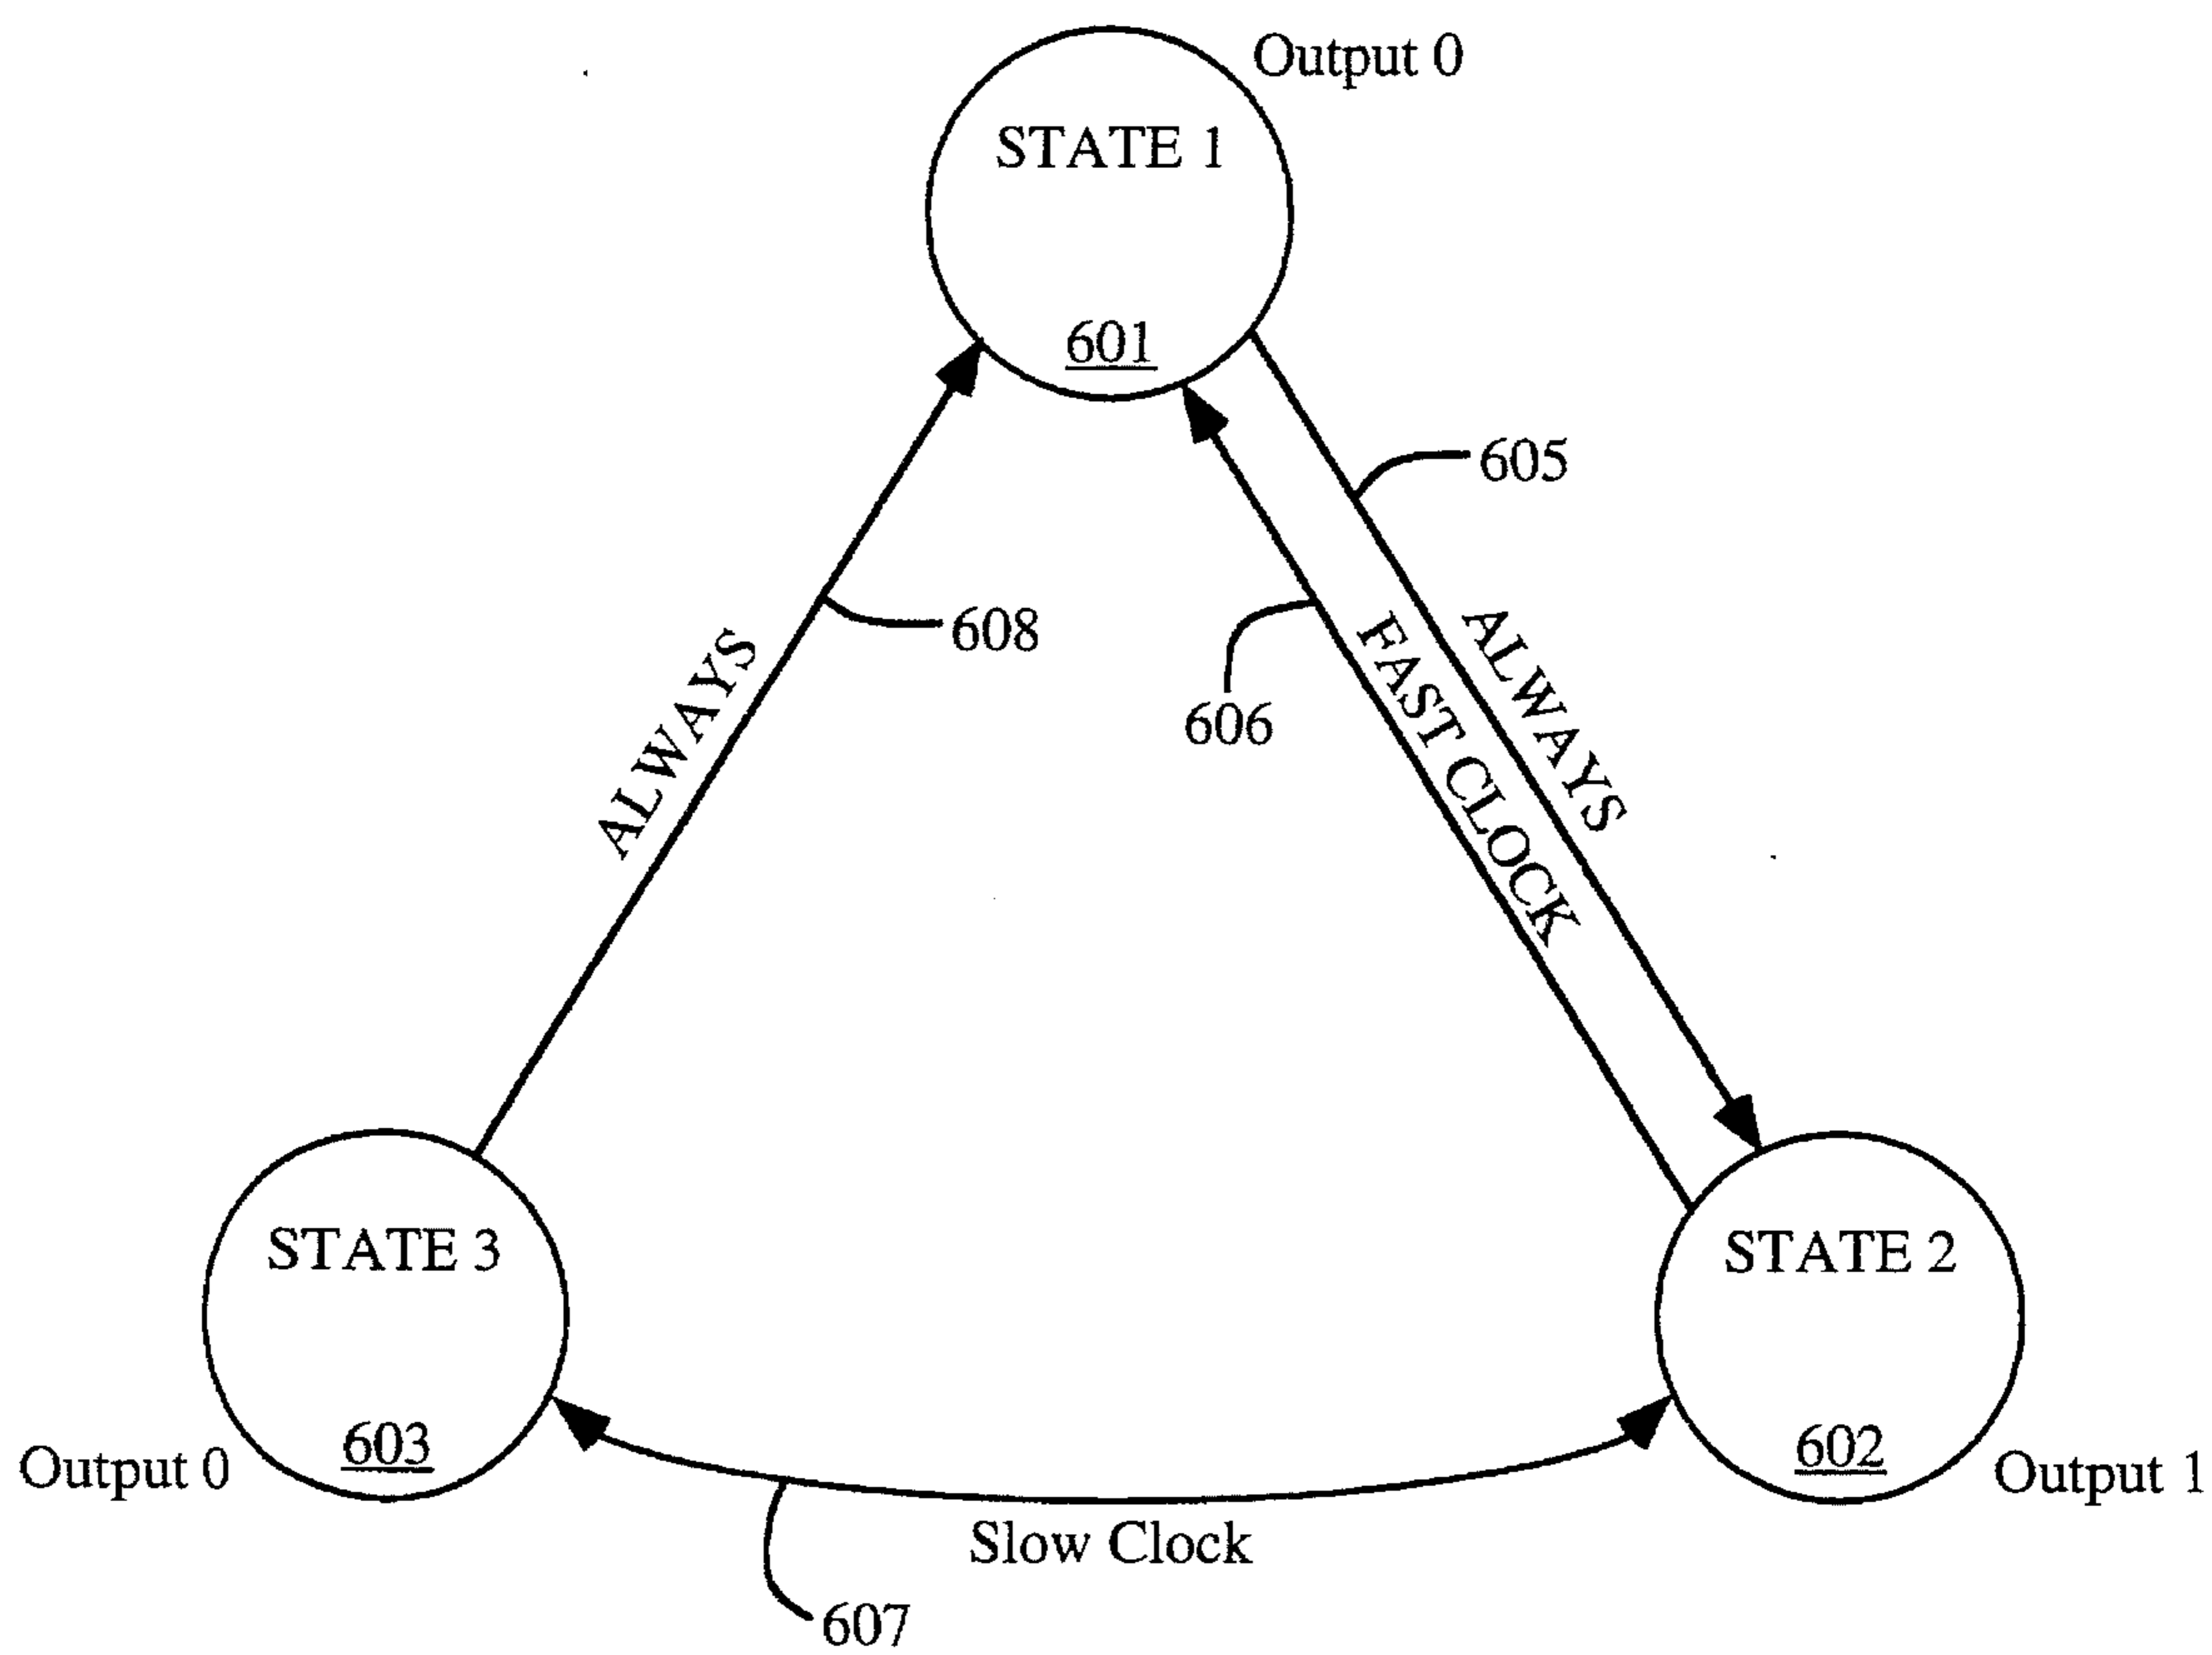 Output 0
STATE 1
601
605
608
606
ALWAYS
FAST CLOCK
ALWAYS
STATE 3
603
Output 0
STATE 2
602
Output 1
Slow Clock
607